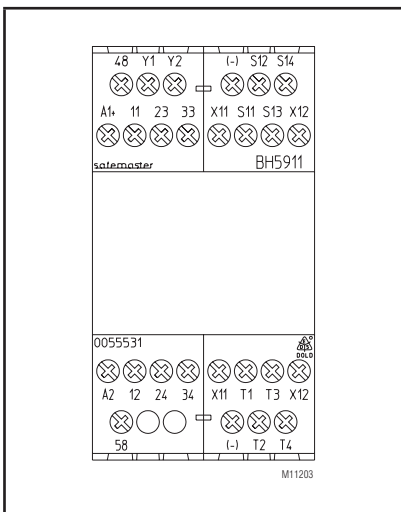 48 Y1 Y2 (-) S12 S14
A1+ 11 23 33 X11 S11 S13 X12
safemaster BH5911
0055531
DOLD
A2 12 24 34 X11 T1 T3 X12
58 (-) T2 T4
M11203